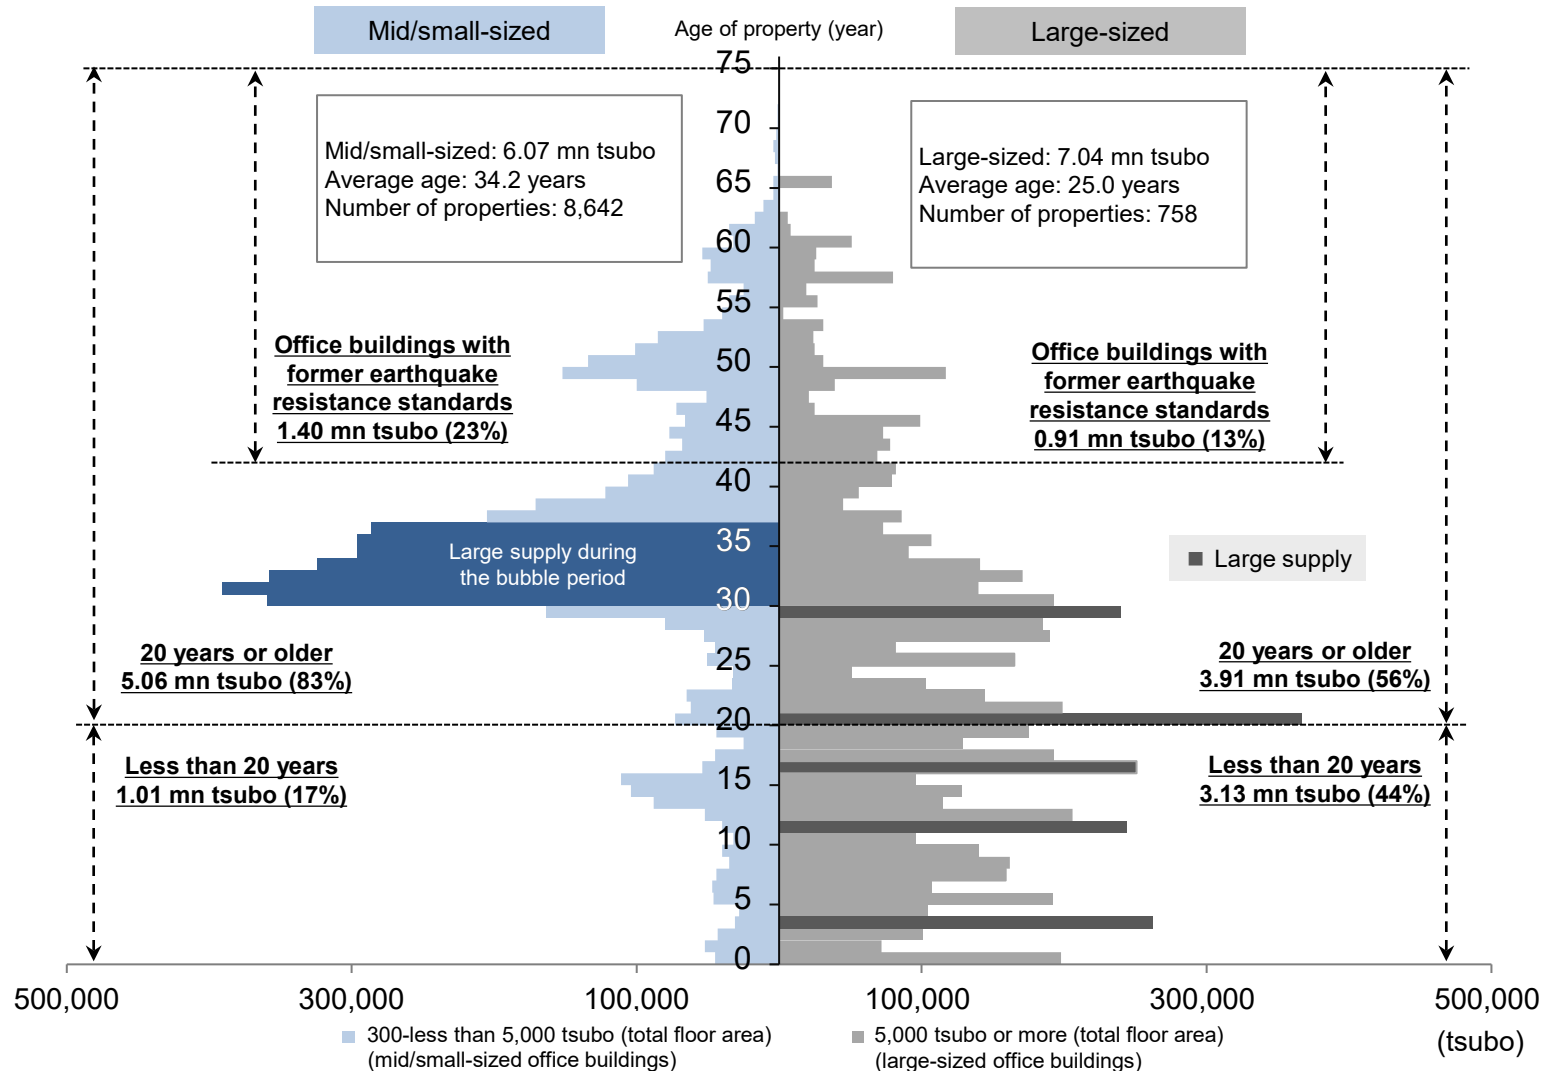 Mid/small-sized
Age of property (year)
Large-sized
75
70
65
60
55
50
45
40
35
30
25
20
15
10
5
0
Mid/small-sized: 6.07 mn tsubo
Average age: 34.2 years
Number of properties: 8,642
Large-sized: 7.04 mn tsubo
Average age: 25.0 years
Number of properties: 758
Office buildings with
former earthquake
resistance standards
1.40 mn tsubo (23%)
Office buildings with
former earthquake
resistance standards
0.91 mn tsubo (13%)
Large supply during
the bubble period
Large supply
20 years or older
5.06 mn tsubo (83%)
20 years or older
3.91 mn tsubo (56%)
Less than 20 years
1.01 mn tsubo (17%)
Less than 20 years
3.13 mn tsubo (44%)
500,000
300,000
100,000
100,000
300,000
500,000
(tsubo)
300-less than 5,000 tsubo (total floor area)
(mid/small-sized office buildings)
5,000 tsubo or more (total floor area)
(large-sized office buildings)